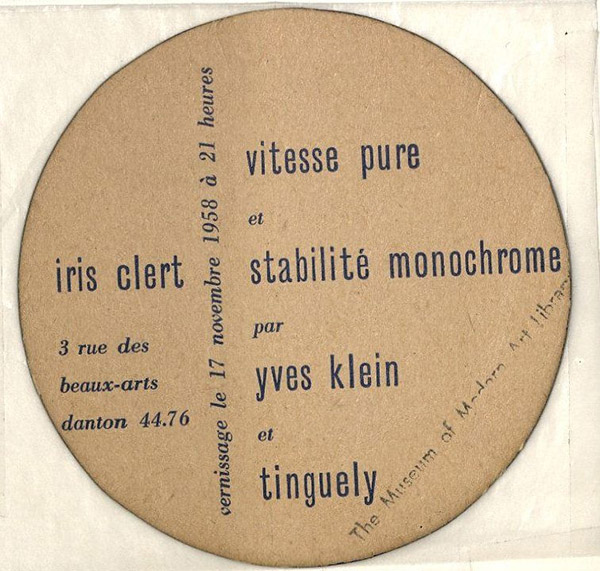 iris clert
3 rue des
beaux-arts
danton 44.76
vernissage le 17 novembre 1958 à 21 heures
vitesse pure
et
stabilité monochrome
par
yves klein
et
tinguely
The Museum of Modern Art Library